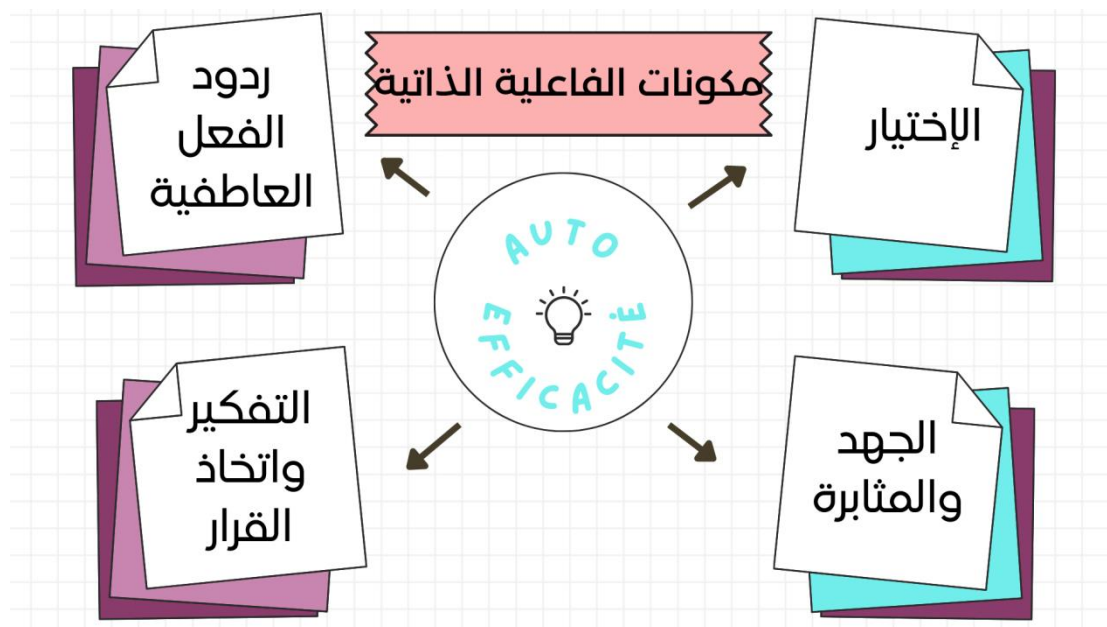 مكونات الفاعلية الذاتية
الإختيار
ردود
الفعل
العاطفية
AUTO
EFFICACITÉ
الجهد
والمثابرة
التفكير
واتخاذ
القرار